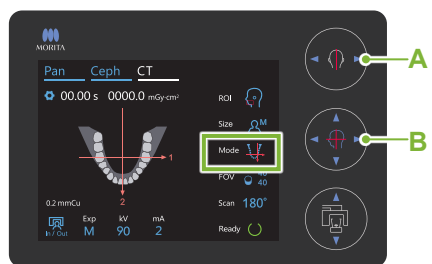 MORITA
Pan Ceph CT
00.00 s 0000.0 mGy·cm²
ROI
Size M
Mode
1
FOV 40
40
2
Scan 180°
0.2 mmCu
In / Out
Exp kV mA
M 90 2
Ready
A
B